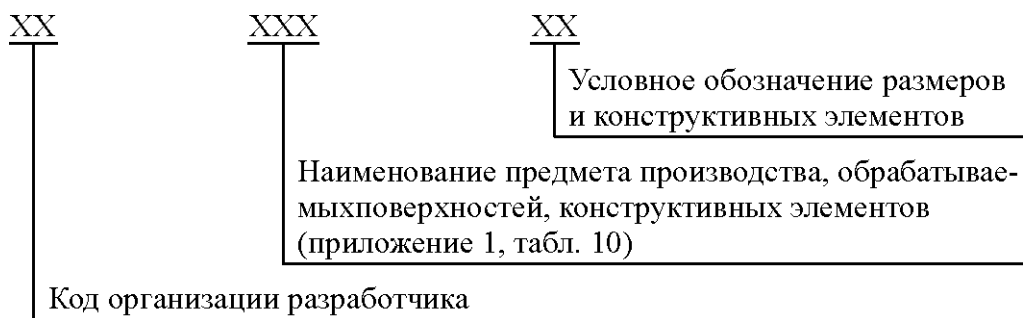 XX XXX XX
Условное обозначение размеров
и конструктивных элементов
Наименование предмета производства, обрабатывае-
мыхповерхностей, конструктивных элементов
(приложение 1, табл. 10)
Код организации разработчика